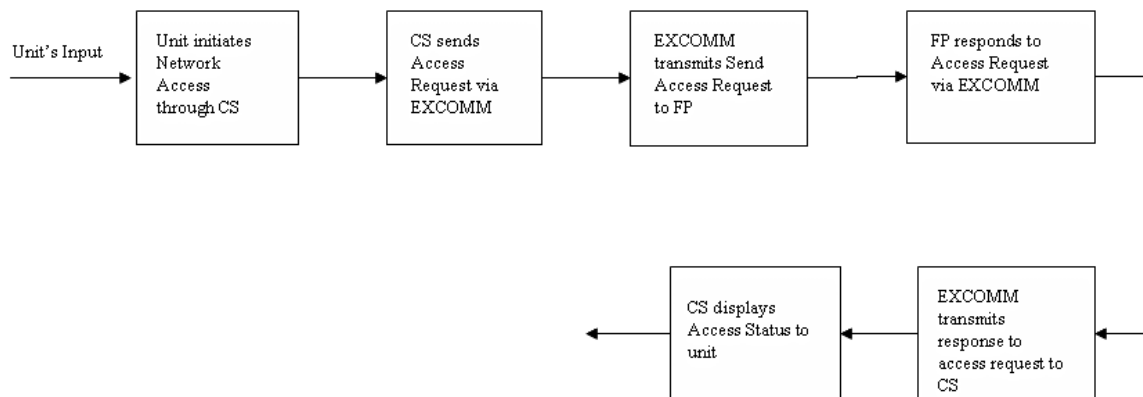 Unit's Input
Unit initiates
Network
Access
through CS
CS sends
Access
Request via
EXCOMM
EXCOMM
transmits Send
Access Request
to FP
FP responds to
Access Request
via EXCOMM
CS displays
Access Status to
unit
EXCOMM
transmits
response to
access request to
CS